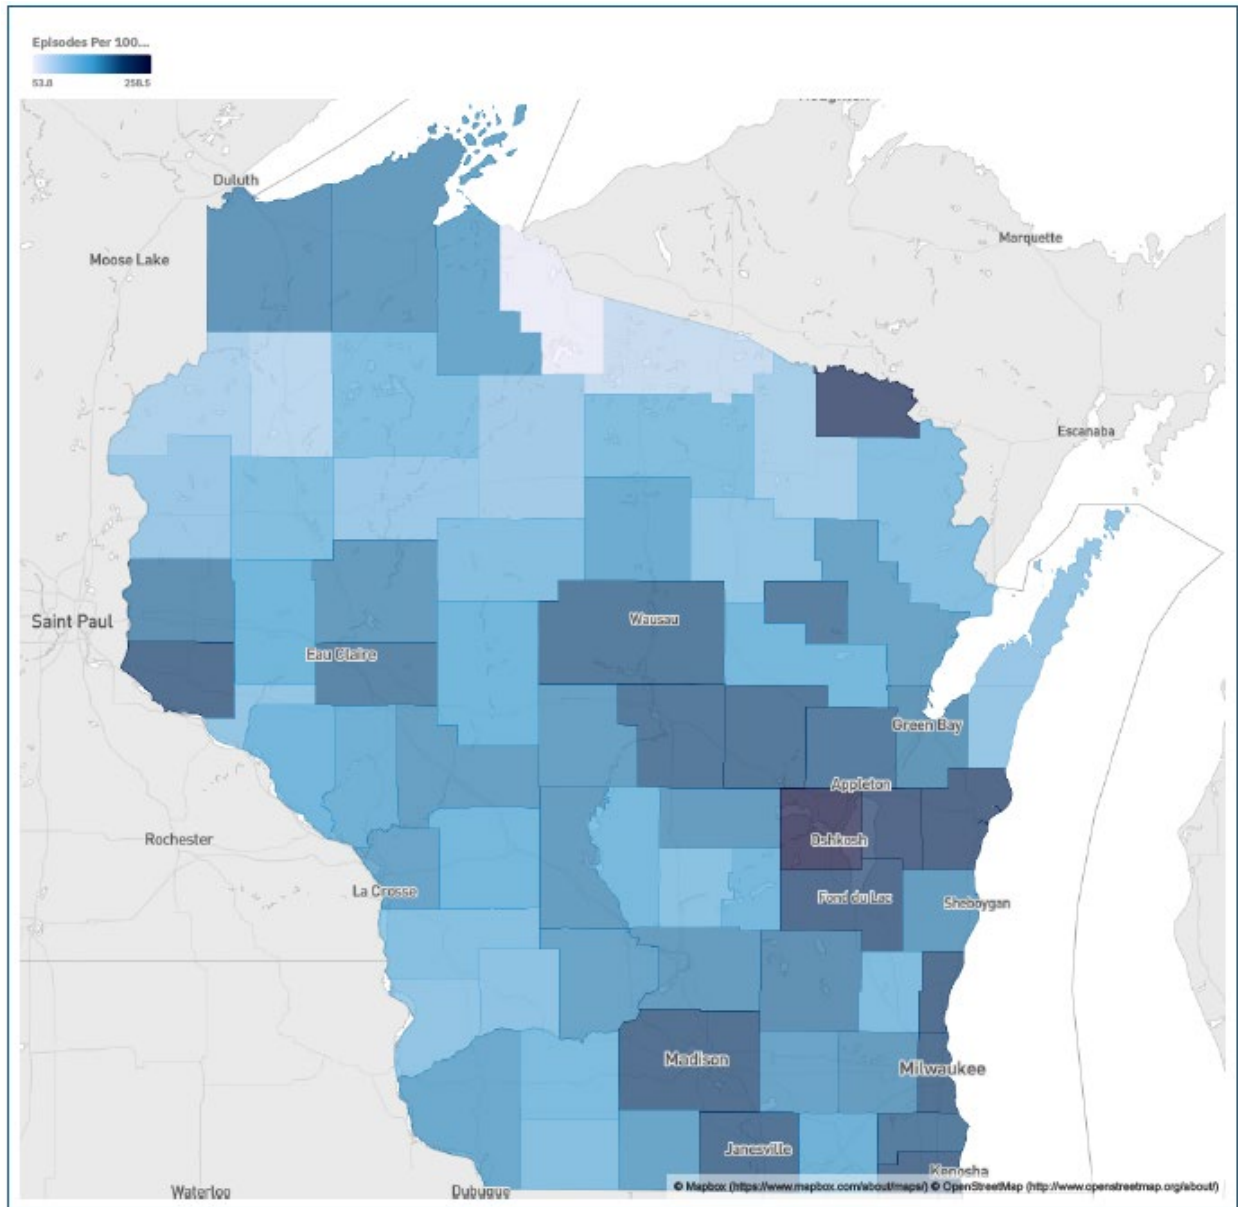 Episodes Per 100...
53.8 258.5
Duluth
Marquette
Moose Lake
Escanaba
Saint Paul
Wausau
Eau Claire
Green Bay
Appleton
Rochester
Oshkosh
La Crosse
Fond du Lac
Sheboygan
Madison
Milwaukee
Janesville
Kenosha
© Mapbox (https://www.mapbox.com/about/maps/) © OpenStreetMap (http://www.openstreetmap.org/about/)
Waterloo
Dubuque